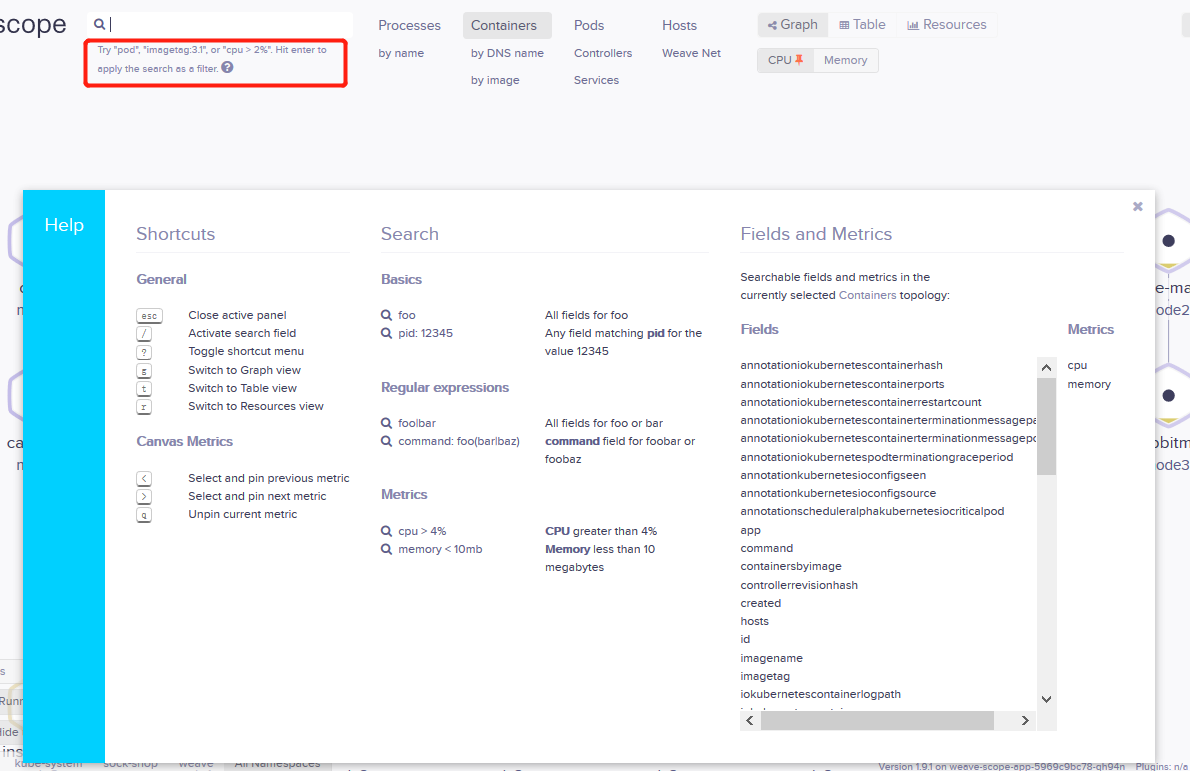 scope
Processes Containers Pods Hosts Graph Table Resources
Try "pod", "imagetag:3.1", or "cpu > 2%". Hit enter to
apply the search as a filter.
by name by DNS name Controllers Weave Net CPU Memory
by image Services
Help
Shortcuts
General
esc Close active panel
/ Activate search field
? Toggle shortcut menu
g Switch to Graph view
t Switch to Table view
r Switch to Resources view
Canvas Metrics
< Select and pin previous metric
> Select and pin next metric
q Unpin current metric
Search
Basics
foo All fields for foo
pid: 12345 Any field matching pid for the
value 12345
Regular expressions
foo|bar All fields for foo or bar
command: foo(bar|baz) command field for foobar or
foobaz
Metrics
cpu > 4% CPU greater than 4%
memory < 10mb Memory less than 10
megabytes
Fields and Metrics
Searchable fields and metrics in the
currently selected Containers topology:
Fields
annotationiokubernetescontainerhash
annotationiokubernetescontainerports
annotationiokubernetescontainerrestartcount
annotationiokubernetescontainerterminationmessagepa
annotationiokubernetescontainerterminationmessagepo
annotationiokubernetespodterminationgraceperiod
annotationkubernetesioconfigseen
annotationkubernetesioconfigsource
annotationscheduleralphakubernetesiocriticalpod
app
command
containersbyimage
controllerrevisionhash
created
hosts
id
imagename
imagetag
iokubernetescontainerlogpath
Metrics
cpu
memory
e-ma
ode2
bitm
ode3
ca
Runn
ide
ins
kube-system sock-shop weave All Namespaces
Version 1.9.1 on weave-scope-app-5969c9bc78-qh94n Plugins: n/a